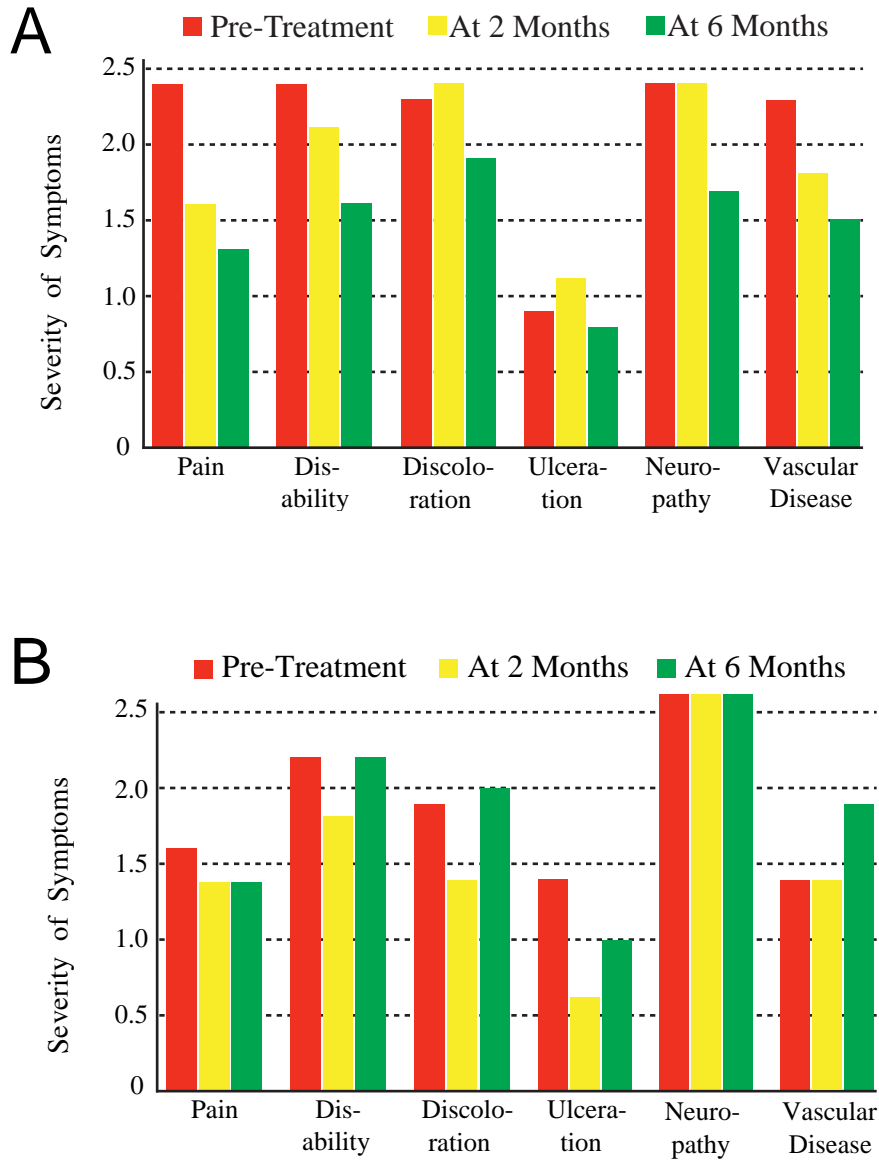 A
Pre-Treatment At 2 Months At 6 Months
2.5
2.0
1.5
1.0
0.5
0
Severity of Symptoms
Pain Dis- Discolo- Ulcera- Neuro- Vascular
ability ration tion pathy Disease
B
Pre-Treatment At 2 Months At 6 Months
2.5
2.0
1.5
1.0
0.5
0
Severity of Symptoms
Pain Dis- Discolo- Ulcera- Neuro- Vascular
ability ration tion pathy Disease